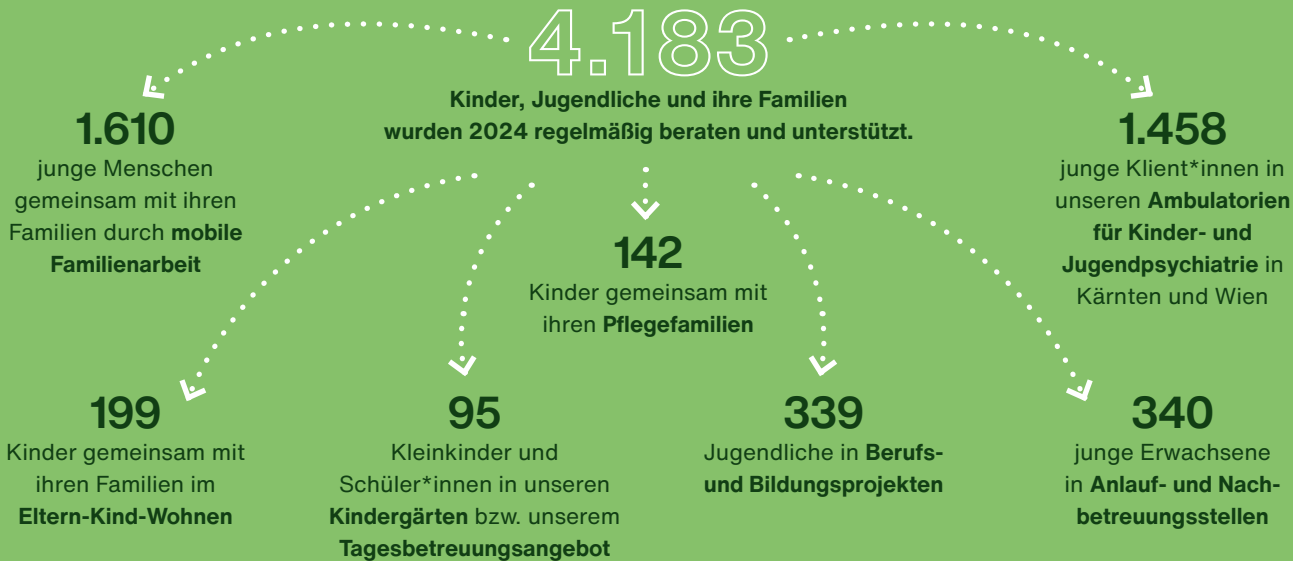 4.183
Kinder, Jugendliche und ihre Familien
wurden 2024 regelmäßig beraten und unterstützt.
1.610
junge Menschen
gemeinsam mit ihren
Familien durch mobile
Familienarbeit
1.458
junge Klient*innen in
unseren Ambulatorien
für Kinder- und
Jugendpsychiatrie in
Kärnten und Wien
142
Kinder gemeinsam mit
ihren Pflegefamilien
199
Kinder gemeinsam mit
ihren Familien im
Eltern-Kind-Wohnen
95
Kleinkinder und
Schüler*innen in unseren
Kindergärten bzw. unserem
Tagesbetreuungsangebot
339
Jugendliche in Berufs-
und Bildungsprojekten
340
junge Erwachsene
in Anlauf- und Nach-
betreuungsstellen